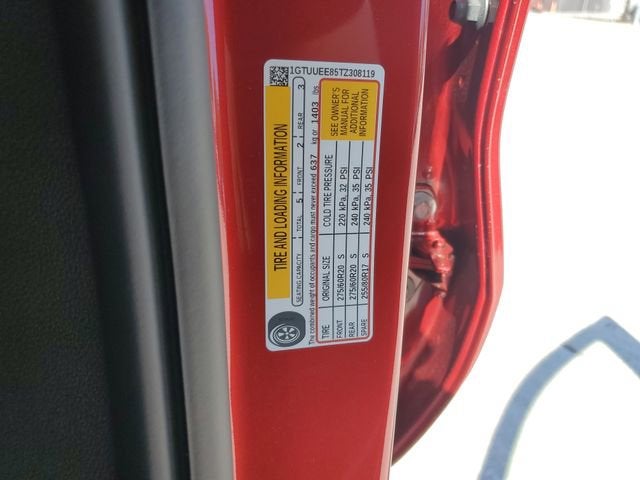 1GTUUEE85TZ308119
TIRE AND LOADING INFORMATION
SEATING CAPACITY TOTAL 5 FRONT 2 REAR 3
The combined weight of occupants and cargo must never exceed 637 kg or 1403 lbs
TIRE ORIGINAL SIZE COLD TIRE PRESSURE
FRONT 275/60R20 S 220 kPa, 32 PSI
REAR 275/60R20 S 240 kPa, 35 PSI
SPARE 255/80R17 S 240 kPa, 35 PSI
SEE OWNER'S
MANUAL FOR
ADDITIONAL
INFORMATION